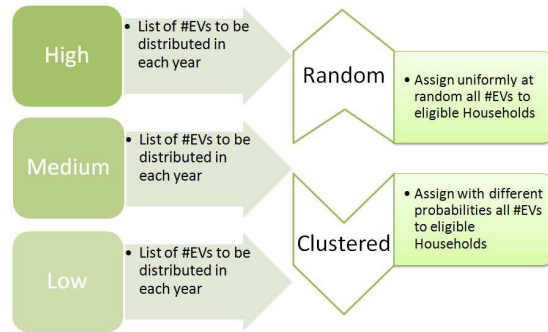 High
• List of #EVs to be
distributed in
each year
Medium
• List of #EVs to be
distributed in
each year
Low
• List of #EVs to be
distributed in
each year
Random
• Assign uniformly at
random all #EVs to
eligible Households
Clustered
• Assign with different
probabilities all #EVs
to eligible
Households